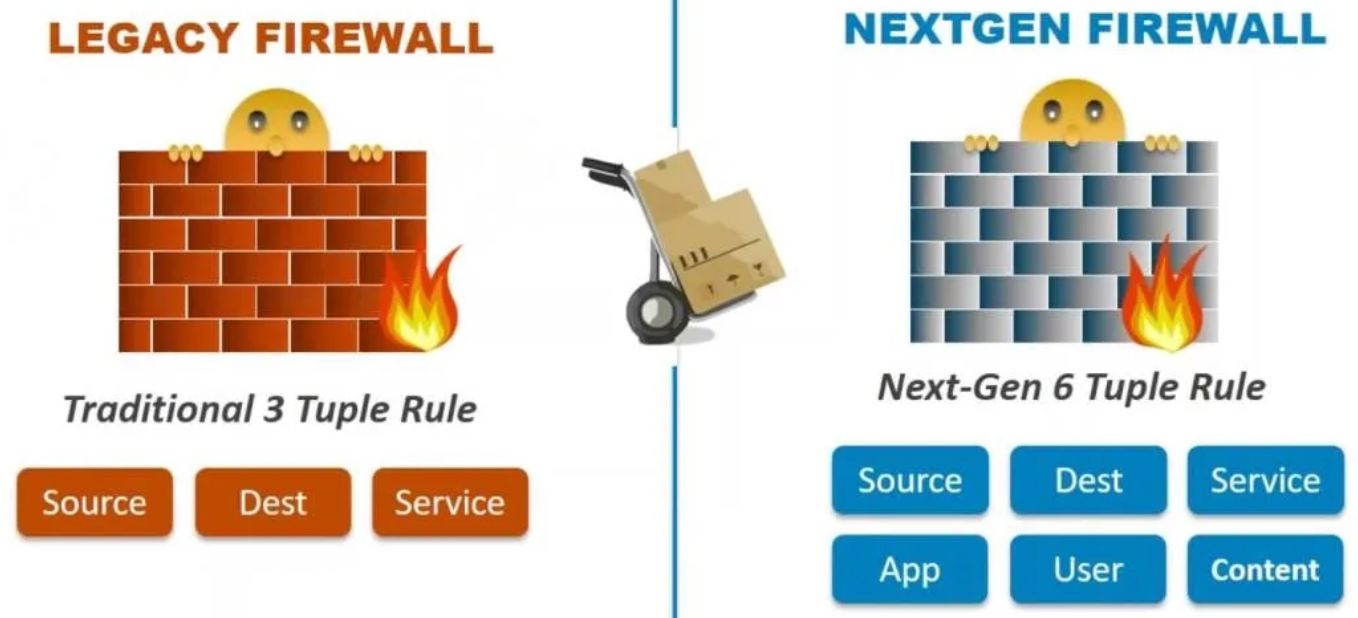 LEGACY FIREWALL
Traditional 3 Tuple Rule
Source Dest Service
NEXTGEN FIREWALL
Next-Gen 6 Tuple Rule
Source Dest Service
App User Content